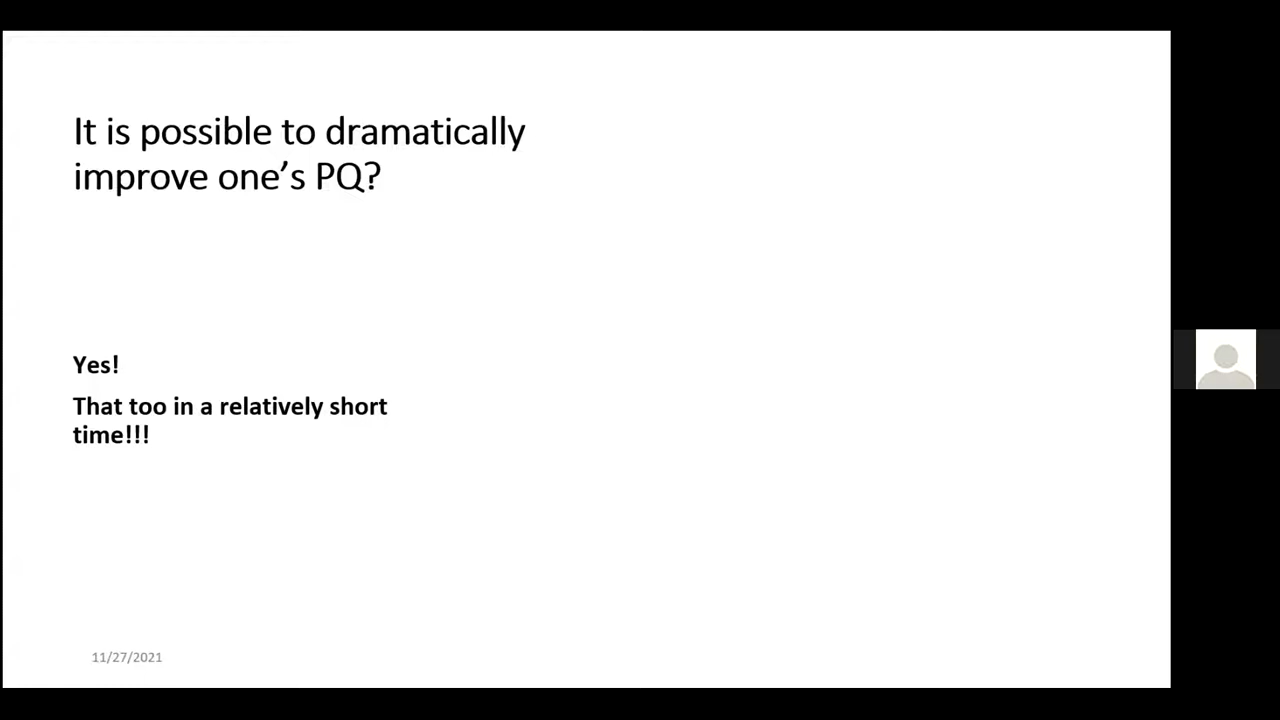 It is possible to dramatically
improve one’s PQ?
Yes!
That too in a relatively short
time!!!
11/27/2021